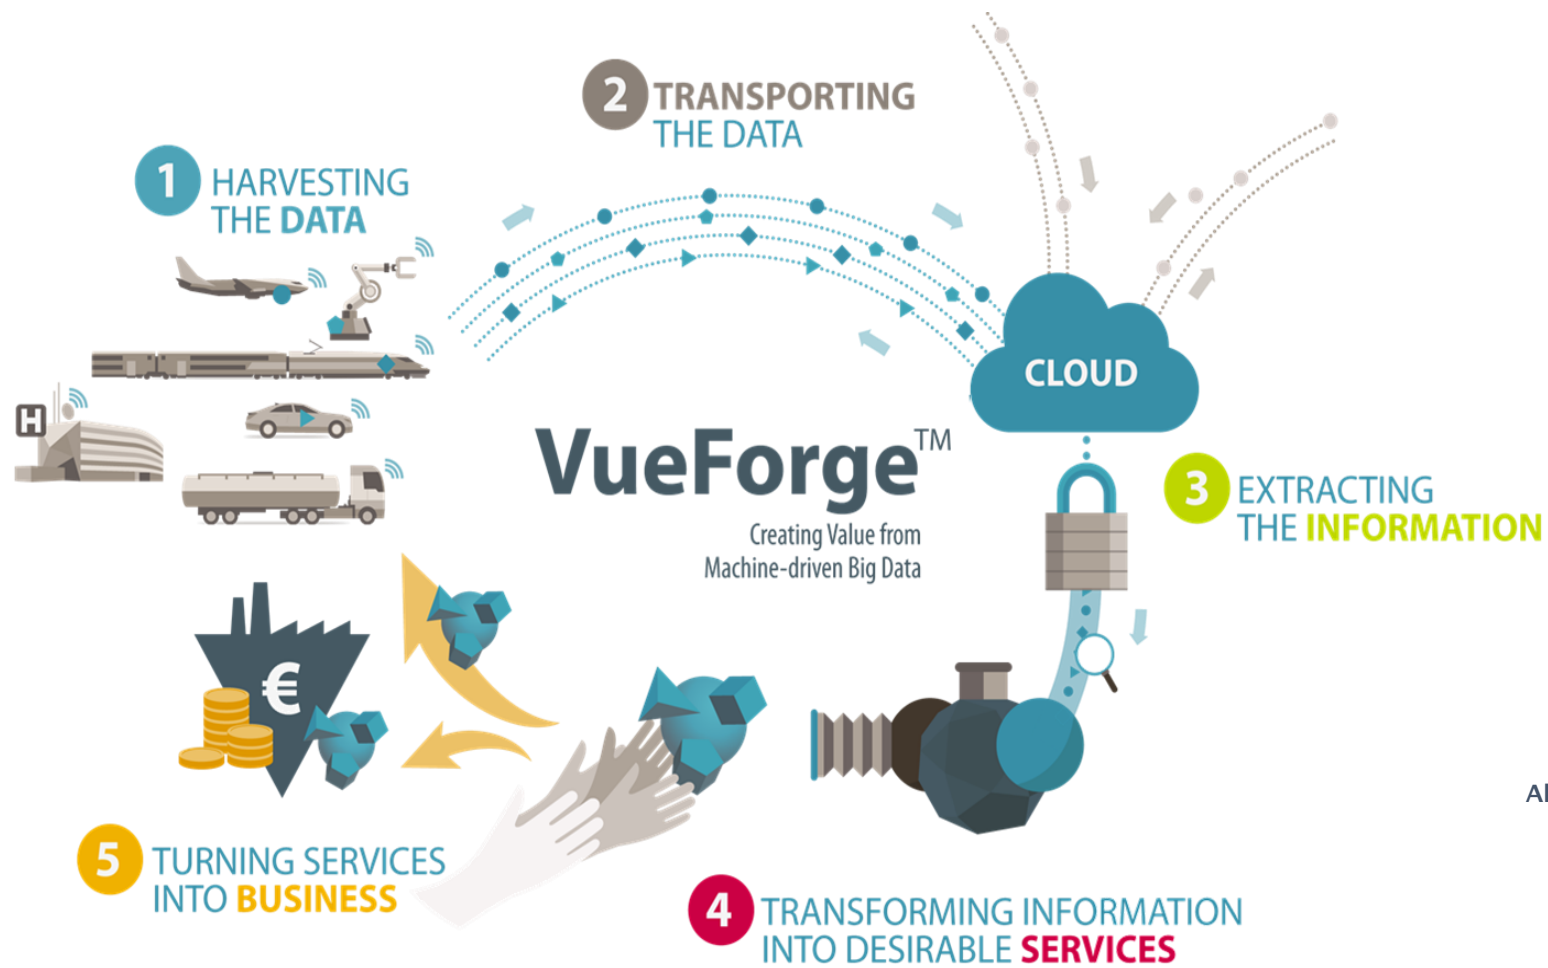 2 TRANSPORTING
THE DATA
1 HARVESTING
THE DATA
H
CLOUD
VueForge™
Creating Value from
Machine-driven Big Data
3 EXTRACTING
THE INFORMATION
€
Al
5 TURNING SERVICES
INTO BUSINESS
4 TRANSFORMING INFORMATION
INTO DESIRABLE SERVICES